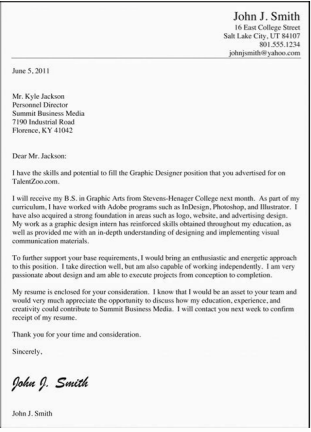 John J. Smith
16 East College Street
Salt Lake City, UT 84107
801.555.1234
johnjsmith@yahoo.com
June 5, 2011
Mr. Kyle Jackson
Personnel Director
Summit Business Media
7190 Industrial Road
Florence, KY 41042
Dear Mr. Jackson:
I have the skills and potential to fill the Graphic Designer position that you advertised for on
TalentZoo.com.
I will receive my B.S. in Graphic Arts from Stevens-Henager College next month. As part of my
curriculum, I have worked with Adobe programs such as InDesign, Photoshop, and Illustrator. I
have also acquired a strong foundation in areas such as logo, website, and advertising design.
My work as a graphic design intern has reinforced skills obtained throughout my education, as
well as provided me with an in-depth understanding of designing and implementing visual
communication materials.
To further support your base requirements, I would bring an enthusiastic and energetic approach
to this position. I take direction well, but am also capable of working independently. I am very
passionate about design and am able to execute projects from conception to completion.
My resume is enclosed for your consideration. I know that I would be an asset to your team and
would very much appreciate the opportunity to discuss how my education, experience, and
creativity could contribute to Summit Business Media. I will contact you next week to confirm
receipt of my resume.
Thank you for your time and consideration.
Sincerely,
John J. Smith
John J. Smith